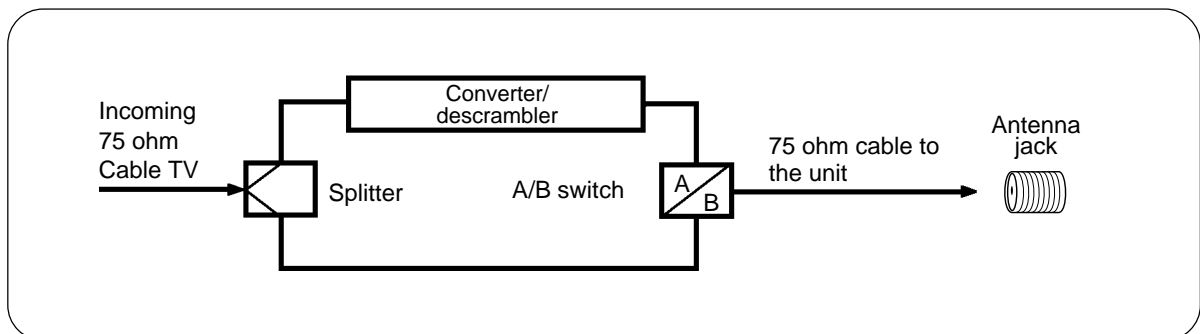 Incoming
75 ohm
Cable TV
Converter/
descrambler
Splitter
A/B switch
A
B
75 ohm cable to
the unit
Antenna
jack